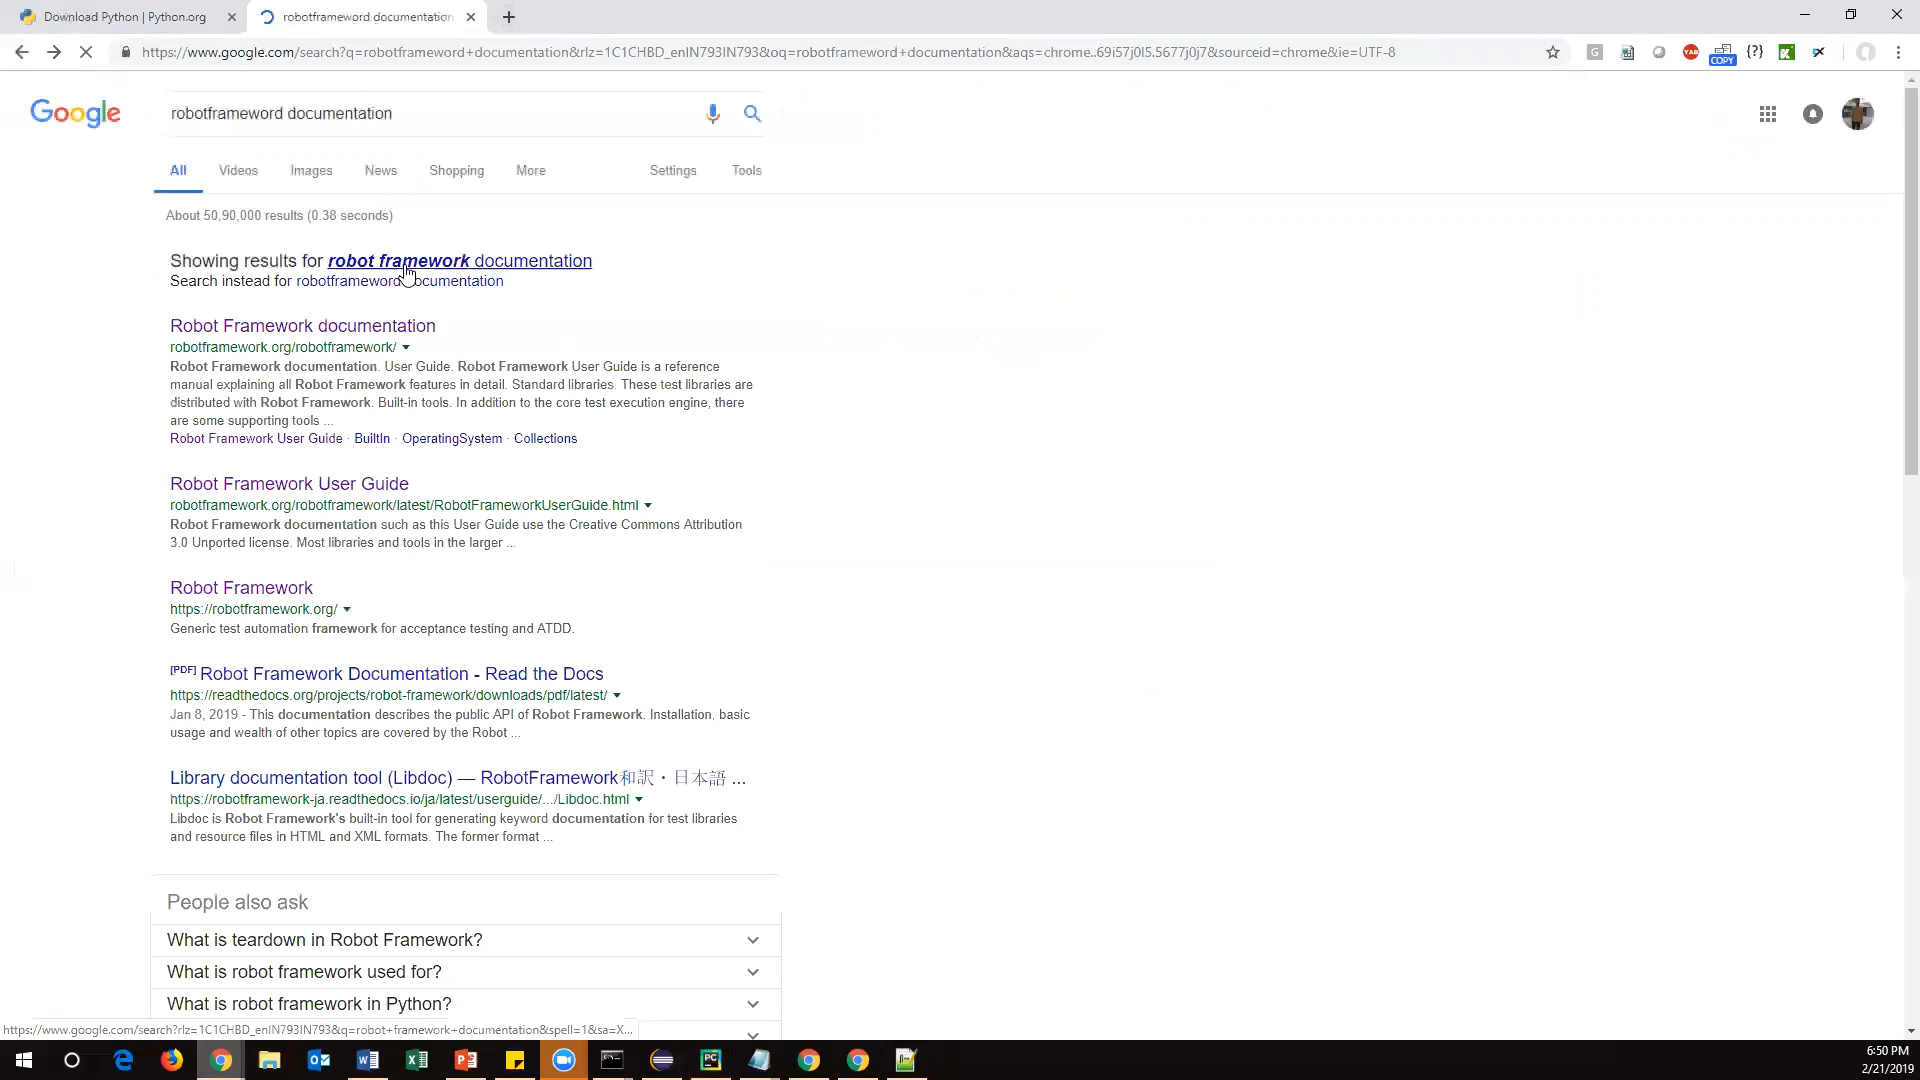 Download Python | Python.org
robotframeword documentation
https://www.google.com/search?q=robotframeword+documentation&rlz=1C1CHBD_enIN793IN793&oq=robotframeword+documentation&aqs=chrome..69i57j0l5.5677j0j7&sourceid=chrome&ie=UTF-8
COPY
Google
robotframeword documentation
All Videos Images News Shopping More Settings Tools
About 50,90,000 results (0.38 seconds)
Showing results for robot framework documentation
Search instead for robotframeword documentation
Robot Framework documentation
robotframework.org/robotframework/
Robot Framework documentation. User Guide. Robot Framework User Guide is a reference
manual explaining all Robot Framework features in detail. Standard libraries. These test libraries are
distributed with Robot Framework. Built-in tools. In addition to the core test execution engine, there
are some supporting tools ...
Robot Framework User Guide · BuiltIn · OperatingSystem · Collections
Robot Framework User Guide
robotframework.org/robotframework/latest/RobotFrameworkUserGuide.html
Robot Framework documentation such as this User Guide use the Creative Commons Attribution
3.0 Unported license. Most libraries and tools in the larger ...
Robot Framework
https://robotframework.org/
Generic test automation framework for acceptance testing and ATDD.
[PDF] Robot Framework Documentation - Read the Docs
https://readthedocs.org/projects/robot-framework/downloads/pdf/latest/
Jan 8, 2019 - This documentation describes the public API of Robot Framework. Installation, basic
usage and wealth of other topics are covered by the Robot ...
Library documentation tool (Libdoc) — RobotFramework和訳・日本語 ...
https://robotframework-ja.readthedocs.io/ja/latest/userguide/.../Libdoc.html
Libdoc is Robot Framework's built-in tool for generating keyword documentation for test libraries
and resource files in HTML and XML formats. The former format ...
People also ask
What is teardown in Robot Framework?
What is robot framework used for?
What is robot framework in Python?
https://www.google.com/search?rlz=1C1CHBD_enIN793IN793&q=robot+framework+documentation&spell=1&sa=X...
6:50 PM
2/21/2019